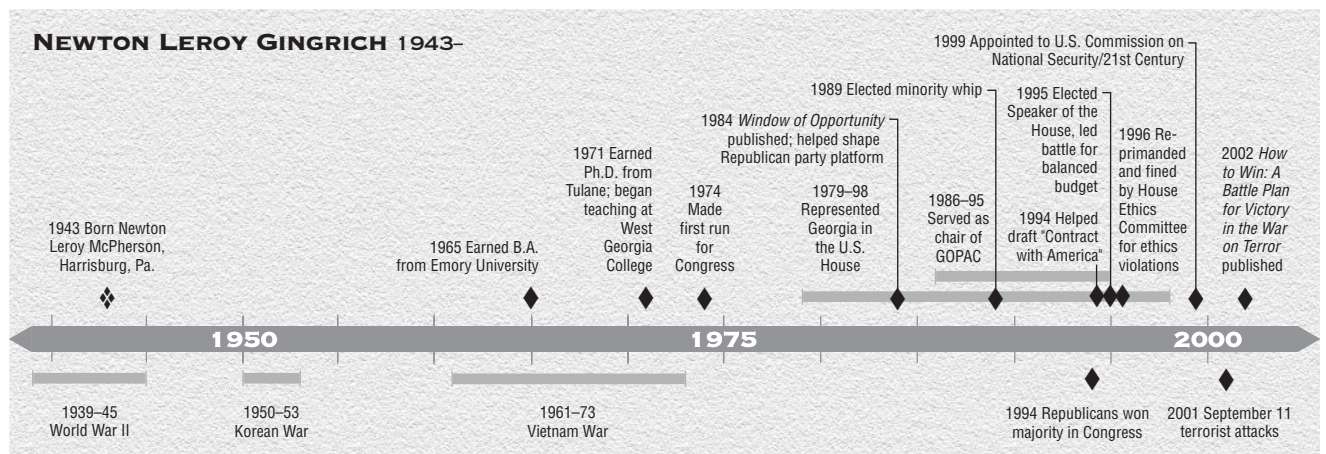 NEWTON LEROY GINGRICH 1943–
1943 Born Newton
Leroy McPherson,
Harrisburg, Pa.
1965 Earned B.A.
from Emory University
1971 Earned
Ph.D. from
Tulane; began
teaching at
West
Georgia
College
1974
Made
first run
for
Congress
1979–98
Represented
Georgia in
the U.S.
House
1984 Window of Opportunity
published; helped shape
Republican party platform
1986–95
Served as
chair of
GOPAC
1989 Elected minority whip
1994 Helped
draft "Contract
with America"
1995 Elected
Speaker of the
House, led
battle for
balanced
budget
1996 Re-
primanded
and fined
by House
Ethics
Committee
for ethics
violations
1999 Appointed to U.S. Commission on
National Security/21st Century
2002 How
to Win: A
Battle Plan
for Victory
in the War
on Terror
published
1950
1975
2000
1939–45
World War II
1950–53
Korean War
1961–73
Vietnam War
1994 Republicans won
majority in Congress
2001 September 11
terrorist attacks